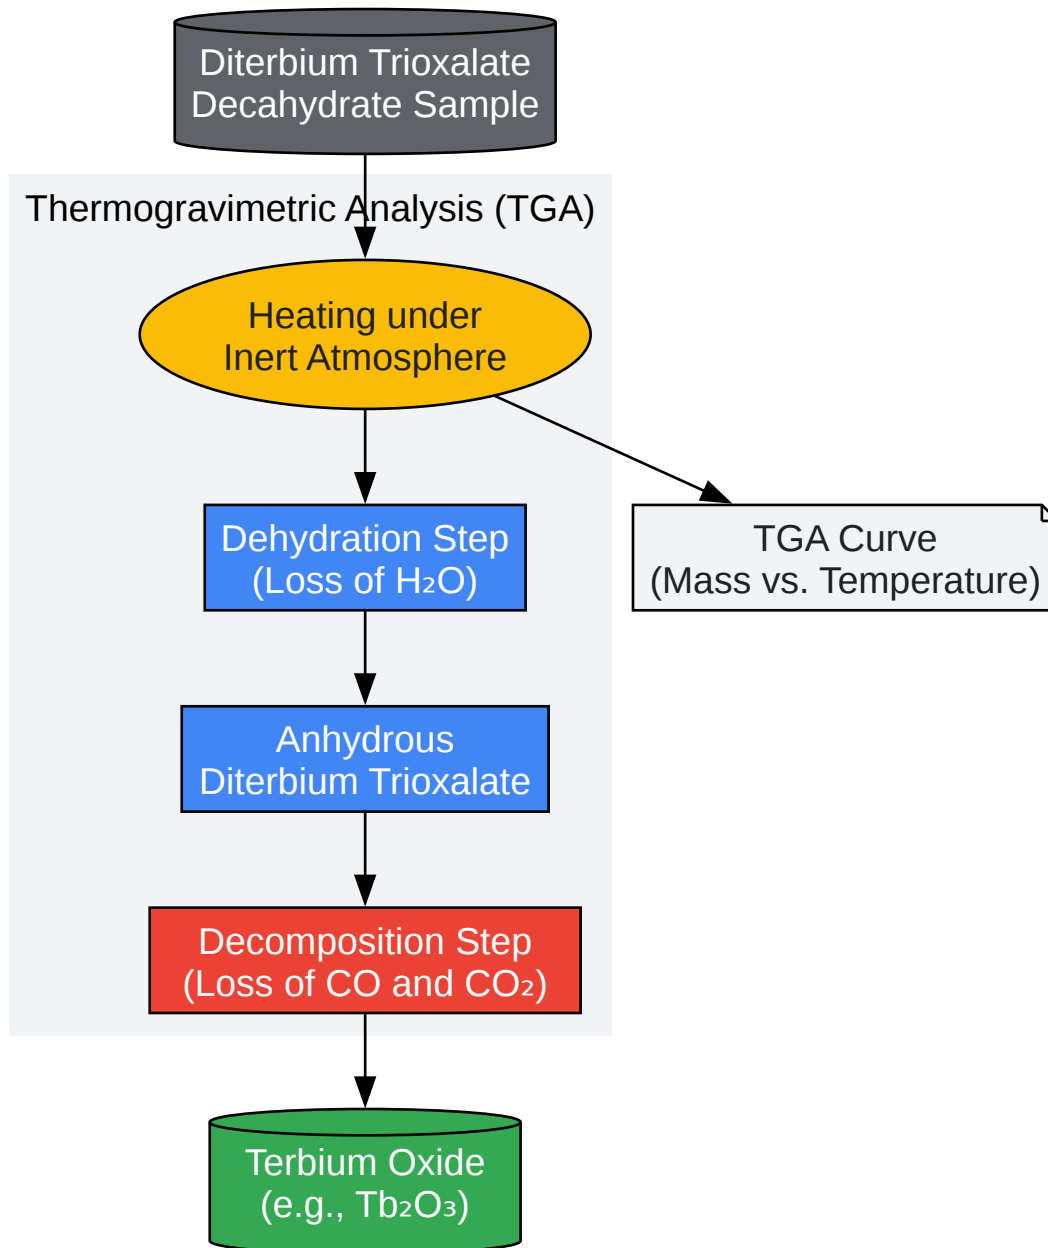 Diterbium Trioxalate
Decahydrate Sample
Thermogravimetric Analysis (TGA)
Heating under
Inert Atmosphere
Dehydration Step
(Loss of H₂O)
TGA Curve
(Mass vs. Temperature)
Anhydrous
Diterbium Trioxalate
Decomposition Step
(Loss of CO and CO₂)
Terbium Oxide
(e.g., Tb₂O₃)